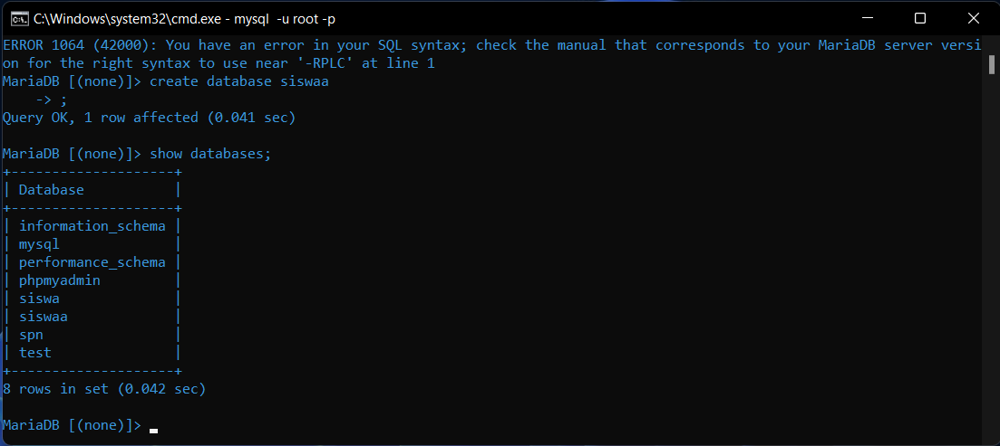 C:\Windows\system32\cmd.exe - mysql  -u root -p
ERROR 1064 (42000): You have an error in your SQL syntax; check the manual that corresponds to your MariaDB server versi
on for the right syntax to use near '-RPLC' at line 1
MariaDB [(none)]> create database siswaa
    -> ;
Query OK, 1 row affected (0.041 sec)
MariaDB [(none)]> show databases;
+--------------------+
| Database           |
+--------------------+
| information_schema |
| mysql              |
| performance_schema |
| phpmyadmin         |
| siswa              |
| siswaa             |
| spn                |
| test               |
+--------------------+
8 rows in set (0.042 sec)
MariaDB [(none)]>